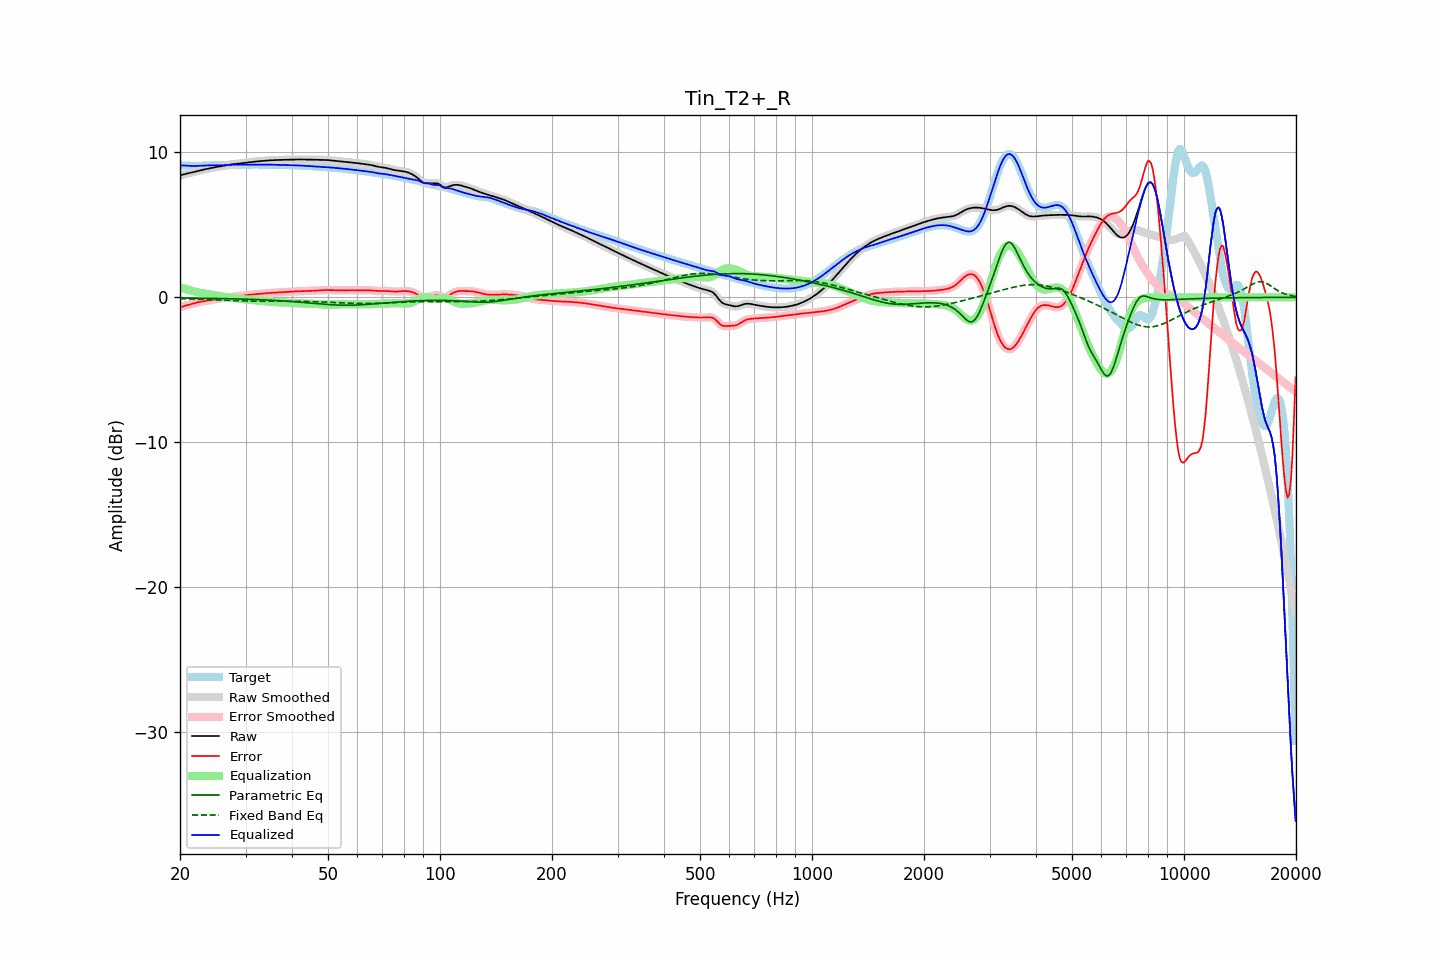 Tin_T2+_R
Amplitude (dBr)
10
0
−10
−20
−30
Target
Raw Smoothed
Error Smoothed
Raw
Error
Equalization
Parametric Eq
Fixed Band Eq
Equalized
20 50 100 200 500 1000 2000 5000 10000 20000
Frequency (Hz)